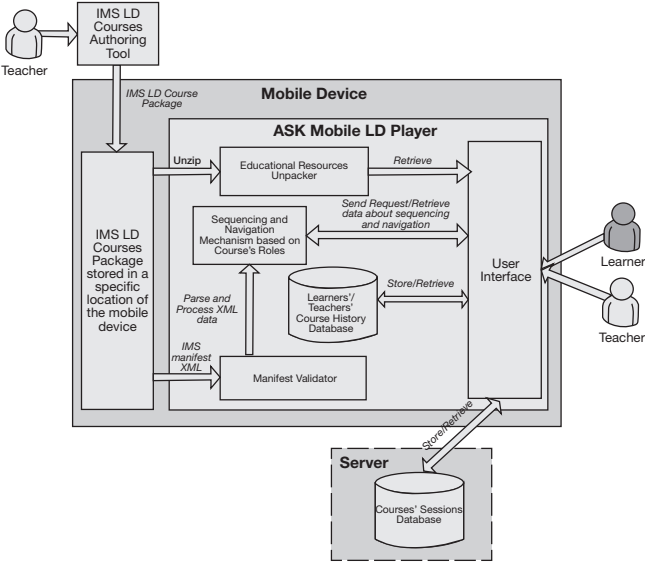 IMS LD
Courses
Authoring
Tool
Teacher
IMS LD Course
Package
Mobile Device
ASK Mobile LD Player
Unzip
Educational Resources
Unpacker
Retrieve
Send Request/Retrieve
data about sequencing
and navigation
Sequencing and
Navigation
Mechanism based on
Course's Roles
IMS LD
Courses
Package
stored in a
specific
location of
the mobile
device
User
Interface
Learner
Teacher
Learners'/
Teachers'
Course History
Database
Store/Retrieve
Parse and
Process XML
data
IMS
manifest
XML
Manifest Validator
Store/Retrieve
Server
Courses' Sessions
Database